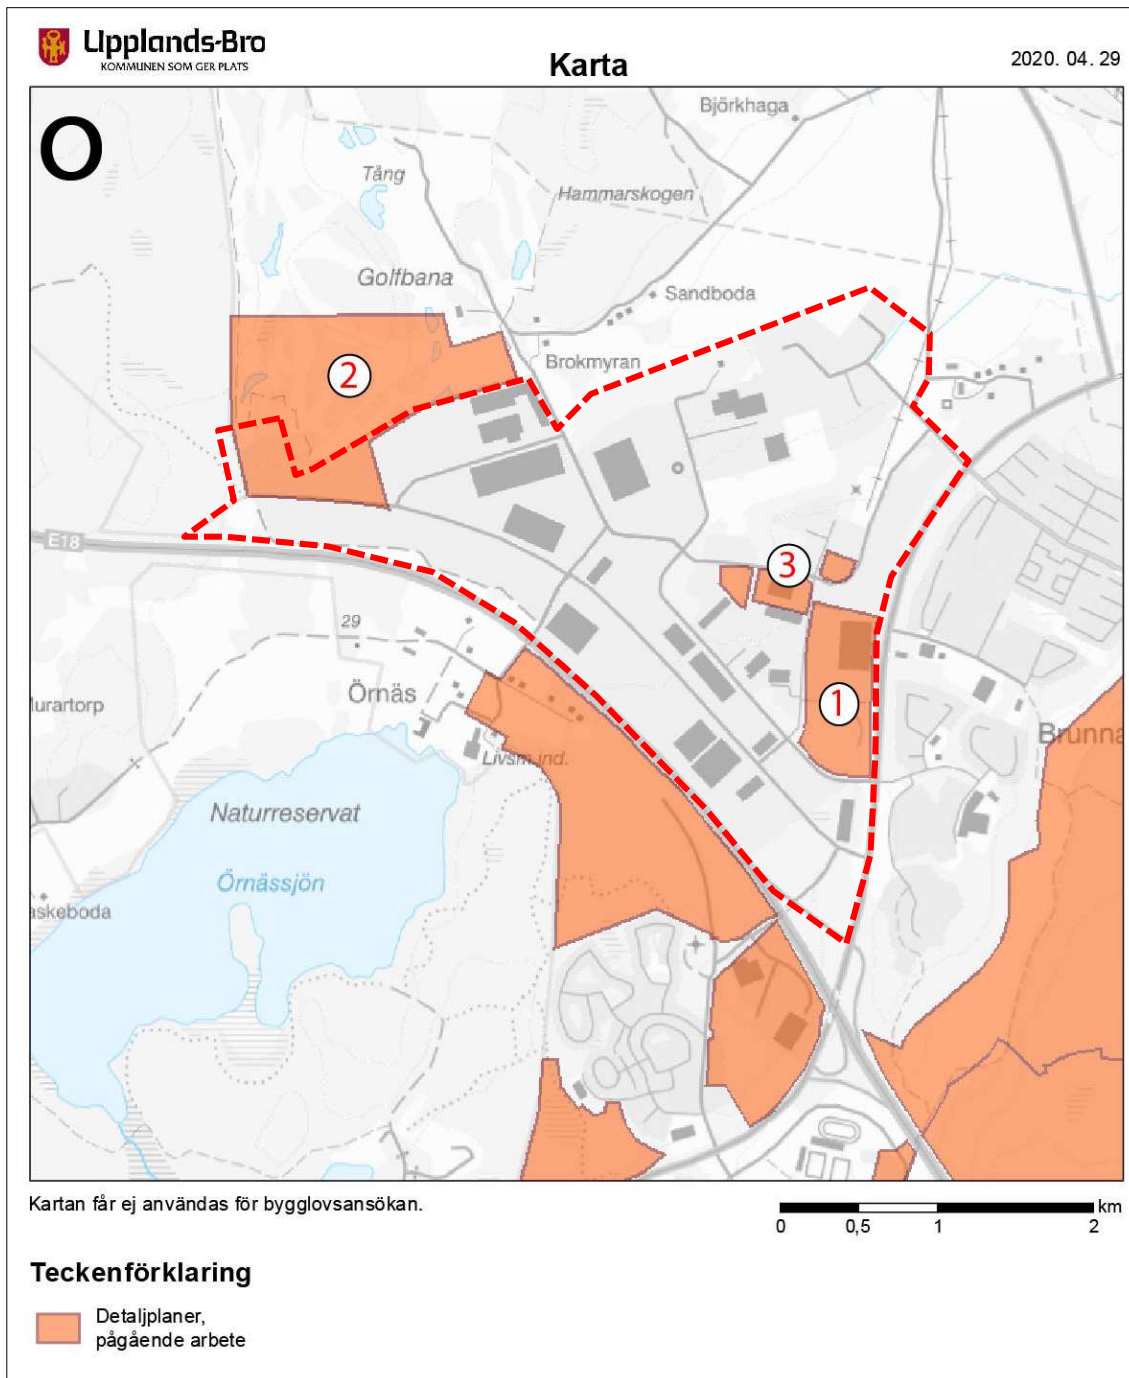 Upplands-Bro
KOMMUNEN SOM GER PLATS
Karta
2020. 04. 29
O
Björkhaga
Tång
Hammarskogen
Golfbana
Sandboda
Brokmyran
2
E18
3
29
Örnäs
1
urartorp
Brunna
Livsm.ind.
Naturreservat
Örnässjön
askeboda
Kartan får ej användas för bygglovsansökan.
km
0 0,5 1 2
Teckenförklaring
Detaljplaner,
pågående arbete